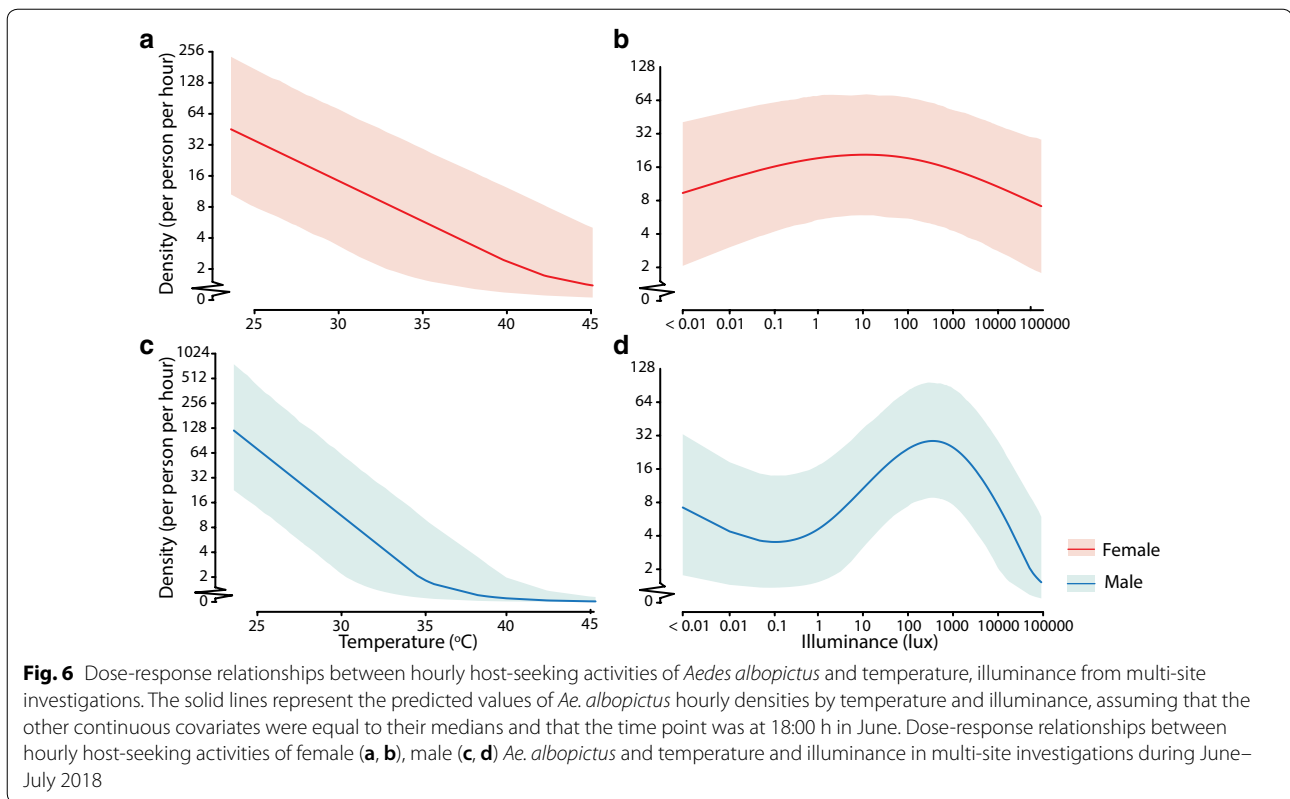 a
b
256
128
64
32
16
8
4
2
0
Density (per person per hour)
25 30 35 40 45
128
64
32
16
8
4
2
0
< 0.01 0.01 0.1 1 10 100 1000 10000 100000
c
d
1024
512
256
128
64
32
16
8
4
2
0
Density (per person per hour)
25 30 35 40 45
Temperature (°C)
128
64
32
16
8
4
2
0
< 0.01 0.01 0.1 1 10 100 1000 10000 100000
Illuminance (lux)
Female
Male
Fig. 6 Dose-response relationships between hourly host-seeking activities of Aedes albopictus and temperature, illuminance from multi-site
investigations. The solid lines represent the predicted values of Ae. albopictus hourly densities by temperature and illuminance, assuming that the
other continuous covariates were equal to their medians and that the time point was at 18:00 h in June. Dose-response relationships between
hourly host-seeking activities of female (a, b), male (c, d) Ae. albopictus and temperature and illuminance in multi-site investigations during June–
July 2018